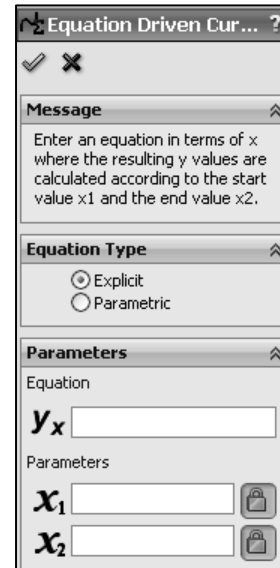 Equation Driven Cur... ?
Message
Enter an equation in terms of x
where the resulting y values are
calculated according to the start
value x1 and the end value x2.
Equation Type
Explicit
Parametric
Parameters
Equation
yx
Parameters
x1
x2